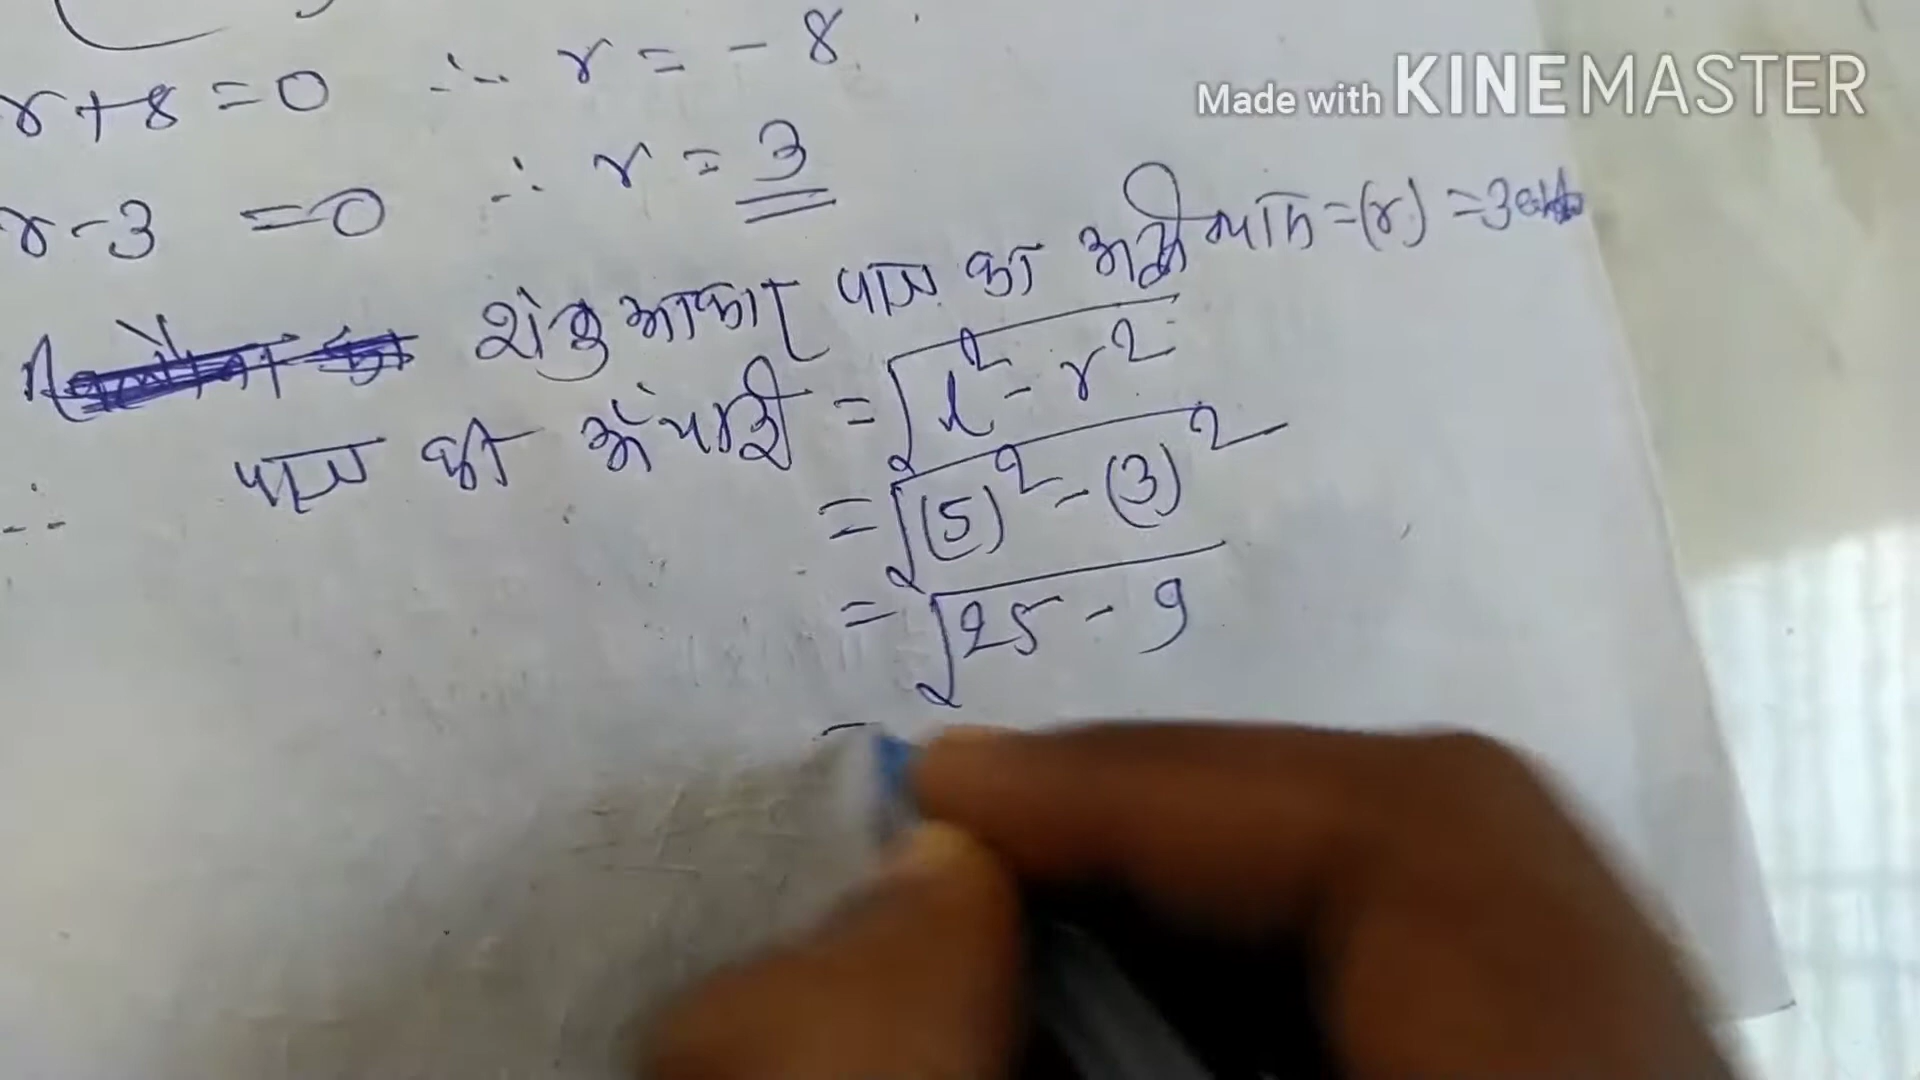 Made with KINEMASTER
r+8=0 ∴ r = -8
r-3 =0 ∴ r = 3
शंकु आकार पात्र का अर्द्धव्यास =(r) =3
∴ पात्र की ऊँचाई = √l²-r²
= √(5)²-(3)²
= √25-9
=